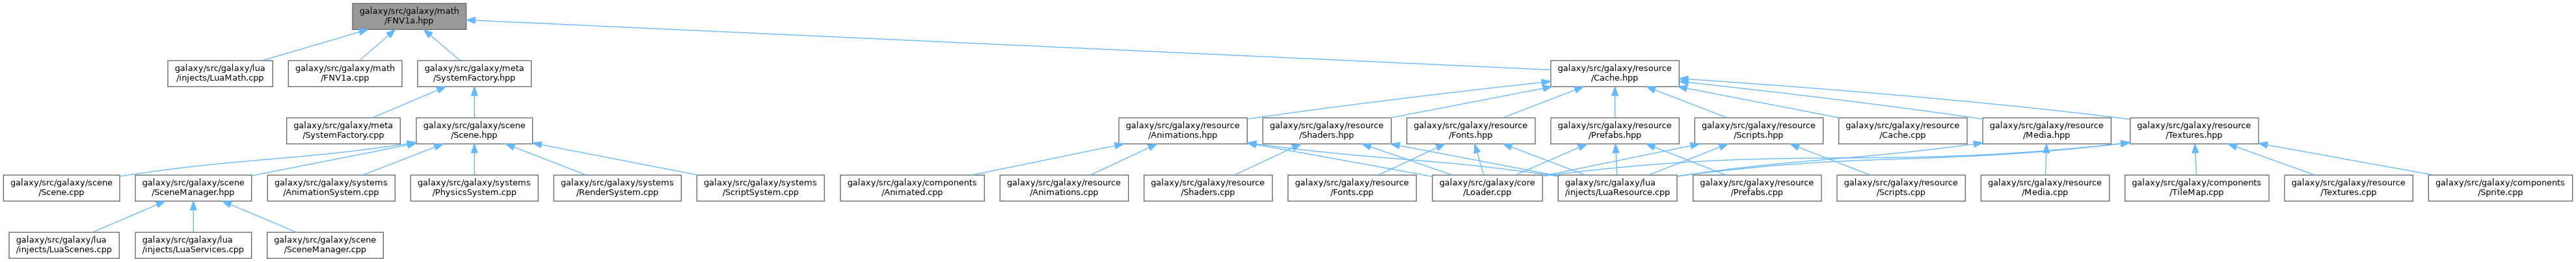 galaxy/src/galaxy/math
/FNV1a.hpp
galaxy/src/galaxy/lua
/injects/LuaMath.cpp
galaxy/src/galaxy/math
/FNV1a.cpp
galaxy/src/galaxy/meta
/SystemFactory.hpp
galaxy/src/galaxy/resource
/Cache.hpp
galaxy/src/galaxy/meta
/SystemFactory.cpp
galaxy/src/galaxy/scene
/Scene.hpp
galaxy/src/galaxy/resource
/Animations.hpp
galaxy/src/galaxy/resource
/Shaders.hpp
galaxy/src/galaxy/resource
/Fonts.hpp
galaxy/src/galaxy/resource
/Prefabs.hpp
galaxy/src/galaxy/resource
/Scripts.hpp
galaxy/src/galaxy/resource
/Cache.cpp
galaxy/src/galaxy/resource
/Media.hpp
galaxy/src/galaxy/resource
/Textures.hpp
galaxy/src/galaxy/scene
/Scene.cpp
galaxy/src/galaxy/scene
/SceneManager.hpp
galaxy/src/galaxy/systems
/AnimationSystem.cpp
galaxy/src/galaxy/systems
/PhysicsSystem.cpp
galaxy/src/galaxy/systems
/RenderSystem.cpp
galaxy/src/galaxy/systems
/ScriptSystem.cpp
galaxy/src/galaxy/components
/Animated.cpp
galaxy/src/galaxy/resource
/Animations.cpp
galaxy/src/galaxy/resource
/Shaders.cpp
galaxy/src/galaxy/resource
/Fonts.cpp
galaxy/src/galaxy/core
/Loader.cpp
galaxy/src/galaxy/lua
/injects/LuaResource.cpp
galaxy/src/galaxy/resource
/Prefabs.cpp
galaxy/src/galaxy/resource
/Scripts.cpp
galaxy/src/galaxy/resource
/Media.cpp
galaxy/src/galaxy/components
/TileMap.cpp
galaxy/src/galaxy/resource
/Textures.cpp
galaxy/src/galaxy/components
/Sprite.cpp
galaxy/src/galaxy/lua
/injects/LuaScenes.cpp
galaxy/src/galaxy/lua
/injects/LuaServices.cpp
galaxy/src/galaxy/scene
/SceneManager.cpp